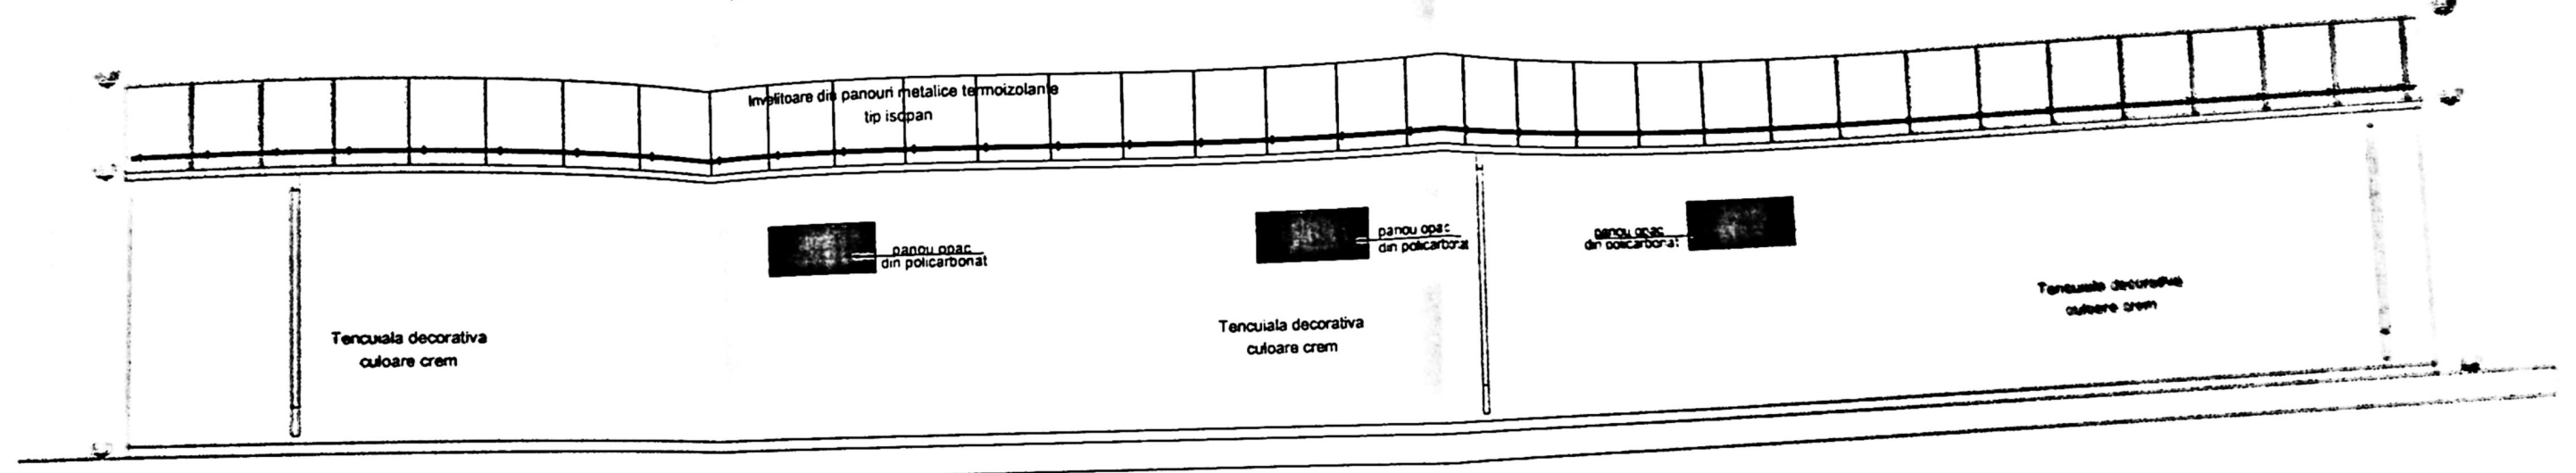 Invelitoare din panouri metalice termoizolante
tip isopan
panou opac
din policarbonat
panou opac
din policarbonat
panou opac
din policarbonat
Tencuiala decorativa
culoare crem
Tencuiala decorativa
culoare crem
Tencuiala decorativa
culoare crem